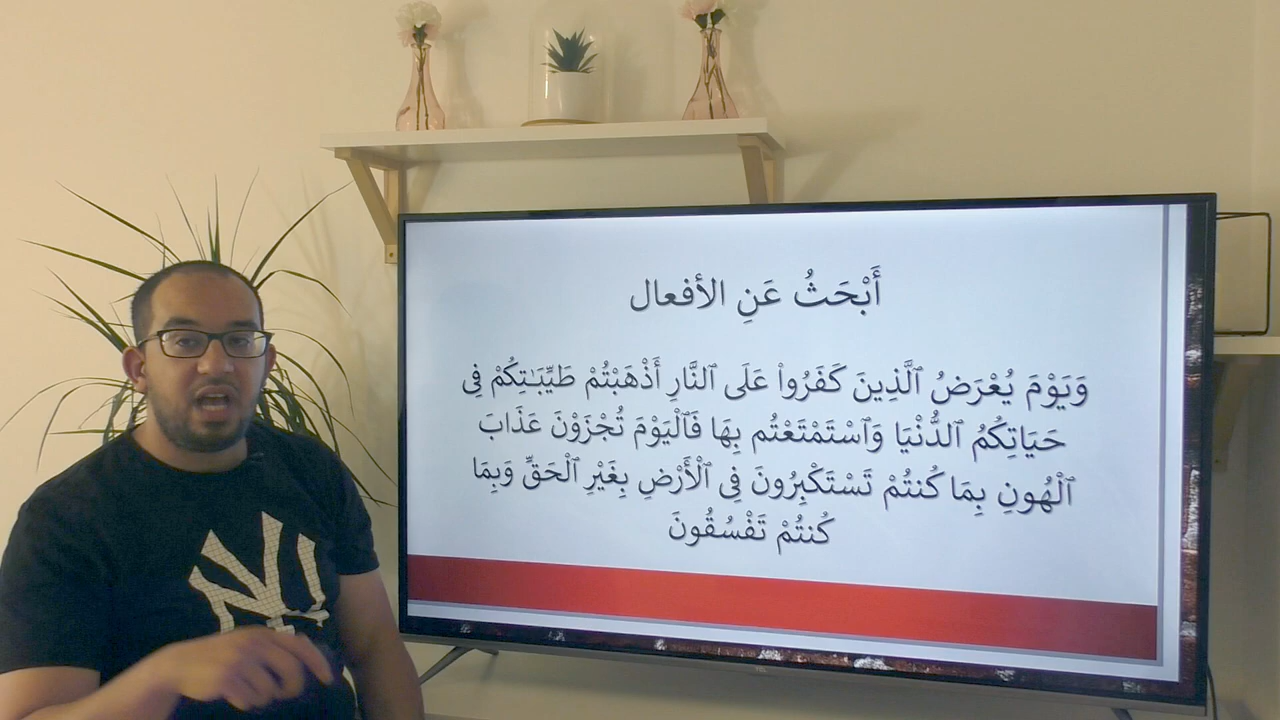 أَبْحَثُ عَنِ الأفعال
وَيَوْمَ يُعْرَضُ ٱلَّذِينَ كَفَرُوا۟ عَلَى ٱلنَّارِ أَذْهَبْتُمْ طَيِّبَـٰتِكُمْ فِى
حَيَاتِكُمُ ٱلدُّنْيَا وَٱسْتَمْتَعْتُم بِهَا فَٱلْيَوْمَ تُجْزَوْنَ عَذَابَ
ٱلْهُونِ بِمَا كُنتُمْ تَسْتَكْبِرُونَ فِى ٱلْأَرْضِ بِغَيْرِ ٱلْحَقِّ وَبِمَا
كُنتُمْ تَفْسُقُونَ
NY